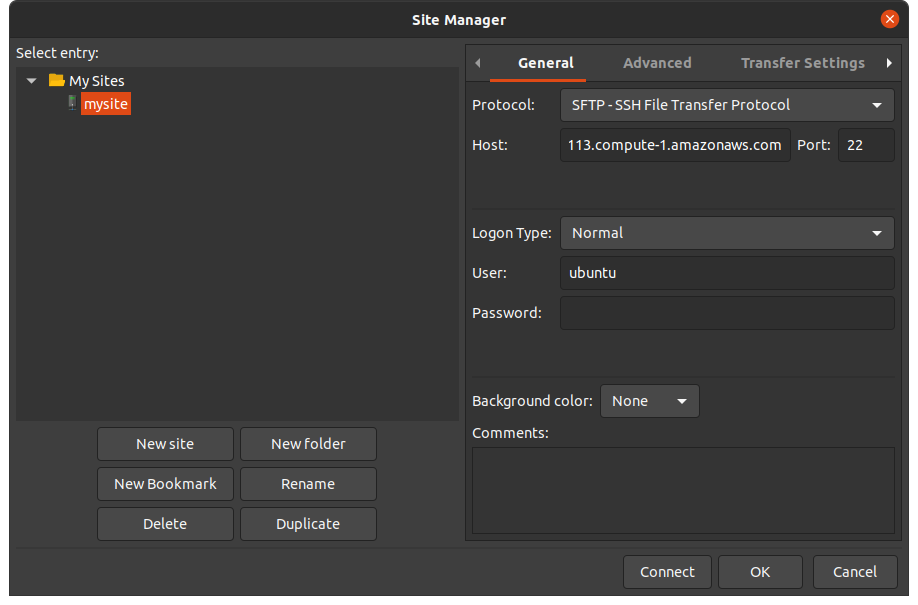 Site Manager
Select entry:
My Sites
mysite
New site
New folder
New Bookmark
Rename
Delete
Duplicate
General
Advanced
Transfer Settings
Protocol:
SFTP - SSH File Transfer Protocol
Host:
113.compute-1.amazonaws.com
Port:
22
Logon Type:
Normal
User:
ubuntu
Password:
Background color:
None
Comments:
Connect
OK
Cancel